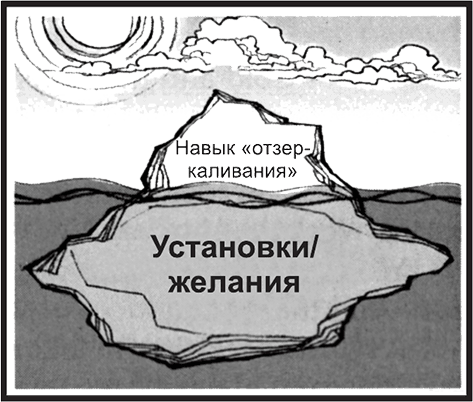 Навык «отзер-
каливания»
Установки/
желания